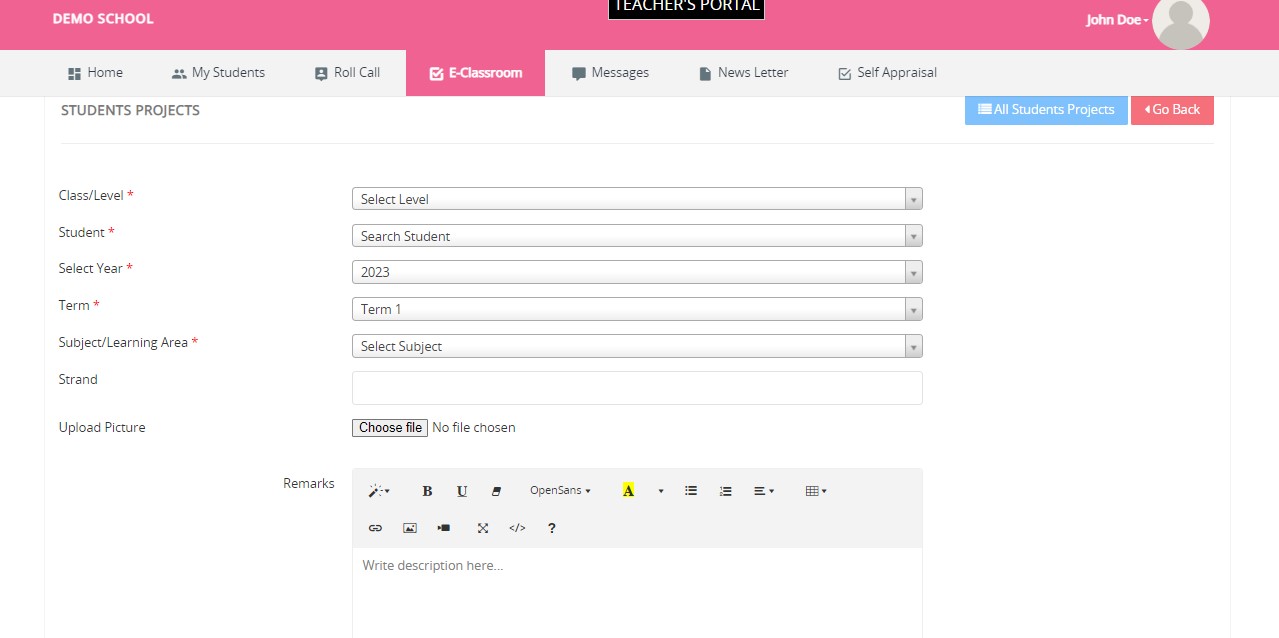 TEACHER'S PORTAL
DEMO SCHOOL
John Doe
Home My Students Roll Call E-Classroom Messages News Letter Self Appraisal
STUDENTS PROJECTS
All Students Projects Go Back
Class/Level * Select Level
Student * Search Student
Select Year * 2023
Term * Term 1
Subject/Learning Area * Select Subject
Strand
Upload Picture Choose file No file chosen
Remarks
B U OpenSans A
</> ?
Write description here...